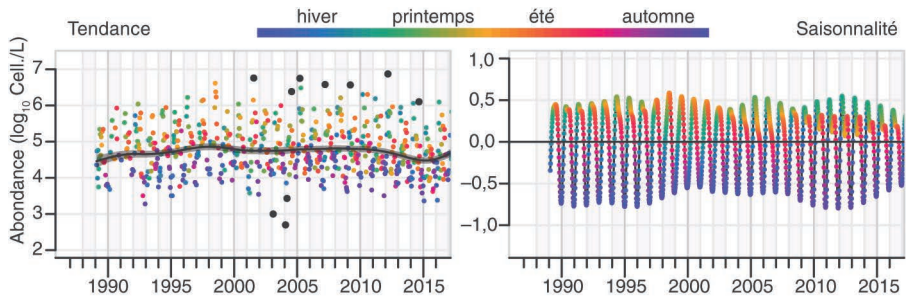 hiver printemps été automne
Tendance
Saisonnalité
Abondance (log10 Cell./L)
7
6
5
4
3
2
1990 1995 2000 2005 2010 2015
1,0
0,5
0,0
−0,5
−1,0
1990 1995 2000 2005 2010 2015